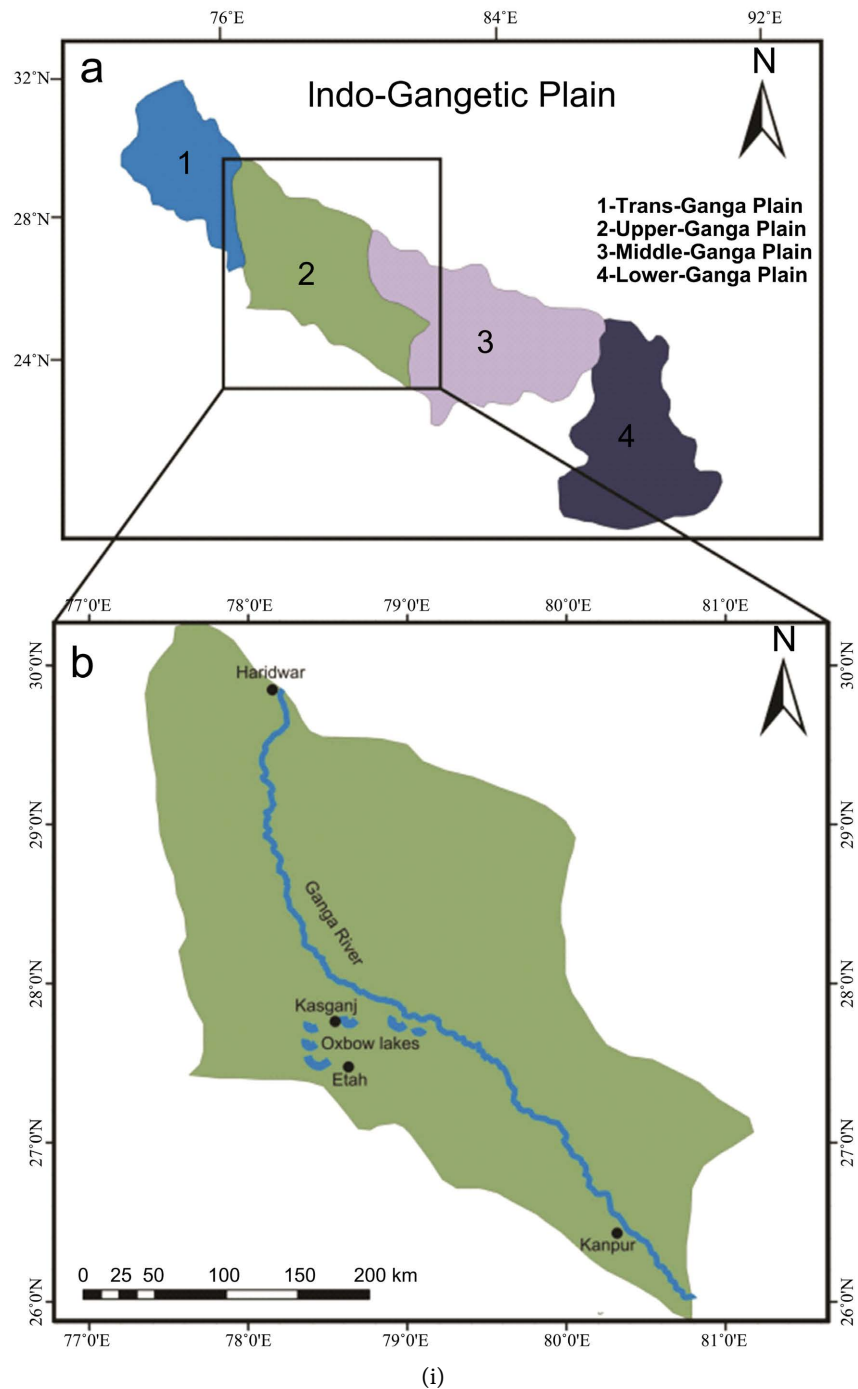 76°E 84°E 92°E
a
N
32°N
Indo-Gangetic Plain
1
1-Trans-Ganga Plain
2-Upper-Ganga Plain
3-Middle-Ganga Plain
4-Lower-Ganga Plain
28°N
2
3
24°N
4
77°0'E 78°0'E 79°0'E 80°0'E 81°0'E
b
N
30°0'N 30°0'N
Haridwar
29°0'N 29°0'N
Ganga River
28°0'N 28°0'N
Kasganj
Oxbow lakes
Etah
27°0'N 27°0'N
Kanpur
0 25 50 100 150 200 km
26°0'N 26°0'N
77°0'E 78°0'E 79°0'E 80°0'E 81°0'E
(i)